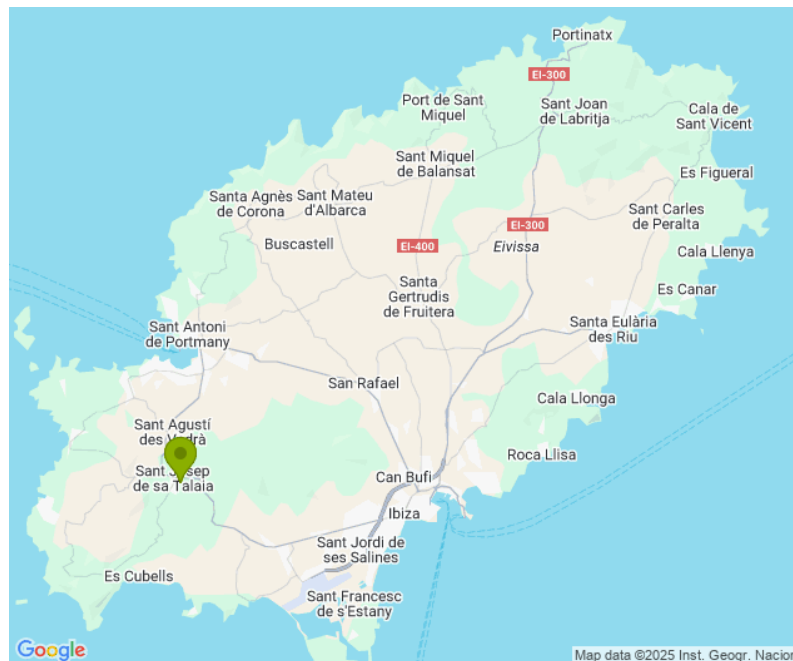 Portinatx
EI-300
Port de Sant
Miquel
Sant Joan
de Labritja
Cala de
Sant Vicent
Sant Miquel
de Balansat
Es Figueral
Santa Agnès
de Corona
Sant Mateu
d'Albarca
Sant Carles
de Peralta
EI-300
Buscastell
EI-400
Eivissa
Cala Llenya
Santa
Gertrudis
de Fruitera
Es Canar
Sant Antoni
de Portmany
Santa Eulària
des Riu
San Rafael
Cala Llonga
Sant Agustí
des Vedrà
Roca Llisa
Sant Josep
de sa Talaia
Can Bufi
Ibiza
Sant Jordi de
ses Salines
Es Cubells
Sant Francesc
de s'Estany
Google
Map data ©2025 Inst. Geogr. Nacion